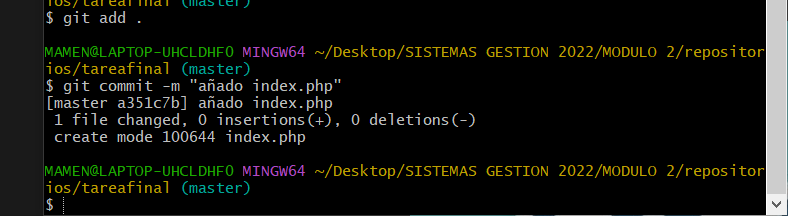 ios/tareafinal (master)
$ git add .
MAMEN@LAPTOP-UHCLDHF0 MINGW64 ~/Desktop/SISTEMAS GESTION 2022/MODULO 2/repositor
ios/tareafinal (master)
$ git commit -m "añado index.php"
[master a351c7b] añado index.php
 1 file changed, 0 insertions(+), 0 deletions(-)
 create mode 100644 index.php
MAMEN@LAPTOP-UHCLDHF0 MINGW64 ~/Desktop/SISTEMAS GESTION 2022/MODULO 2/repositor
ios/tareafinal (master)
$